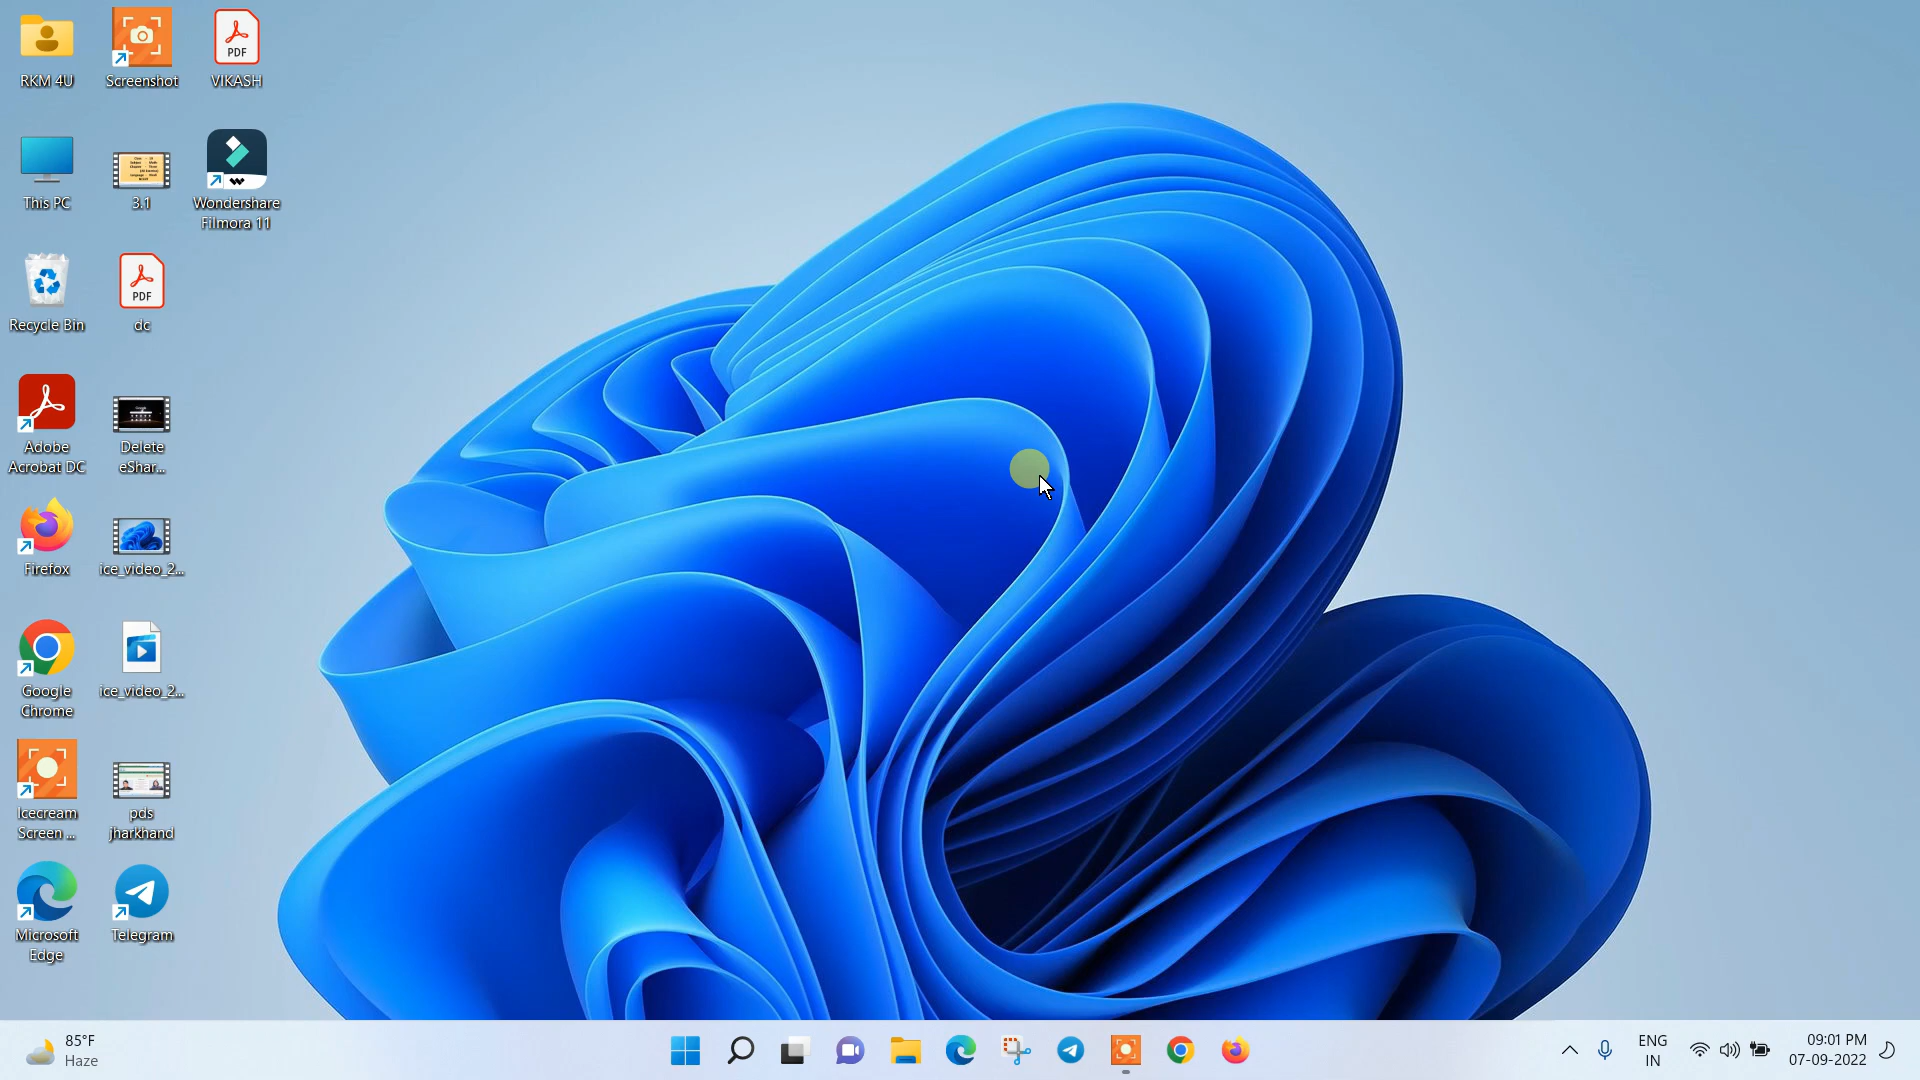 RKM 4U
Screenshot
VIKASH
This PC
3.1
Wondershare
Filmora 11
Recycle Bin
dc
Adobe
Acrobat DC
Delete
eShar...
Firefox
ice_video_2...
Google
Chrome
ice_video_2...
Icecream
Screen ...
pds
jharkhand
Microsoft
Edge
Telegram
PDF
PDF
85°F
Haze
ENG
IN
09:01 PM
07-09-2022